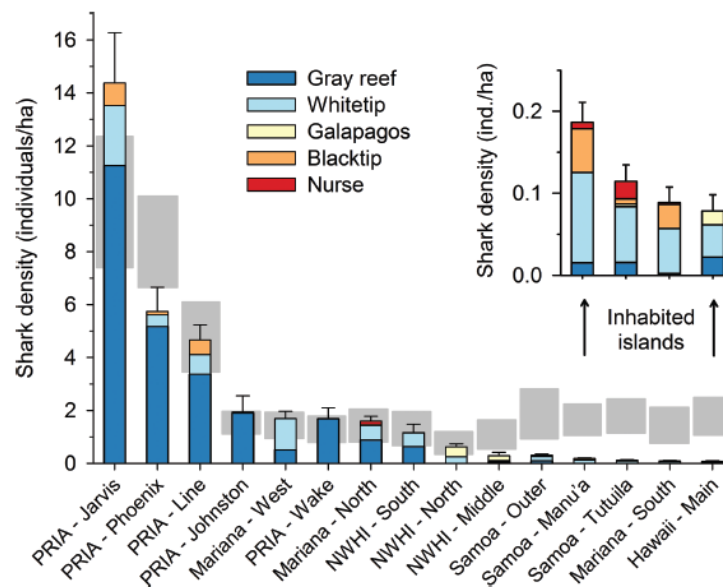 Shark density (individuals/ha)
16
14
12
10
8
6
4
2
0
Gray reef
Whitetip
Galapagos
Blacktip
Nurse
Shark density (ind./ha)
0.2
0.1
0.0
Inhabited
islands
PRIA - Jarvis
PRIA - Phoenix
PRIA - Line
PRIA - Johnston
Mariana - West
PRIA - Wake
Mariana - North
NWHI - South
NWHI - North
NWHI - Middle
Samoa - Outer
Samoa - Manu'a
Samoa - Tutuila
Mariana - South
Hawaii - Main